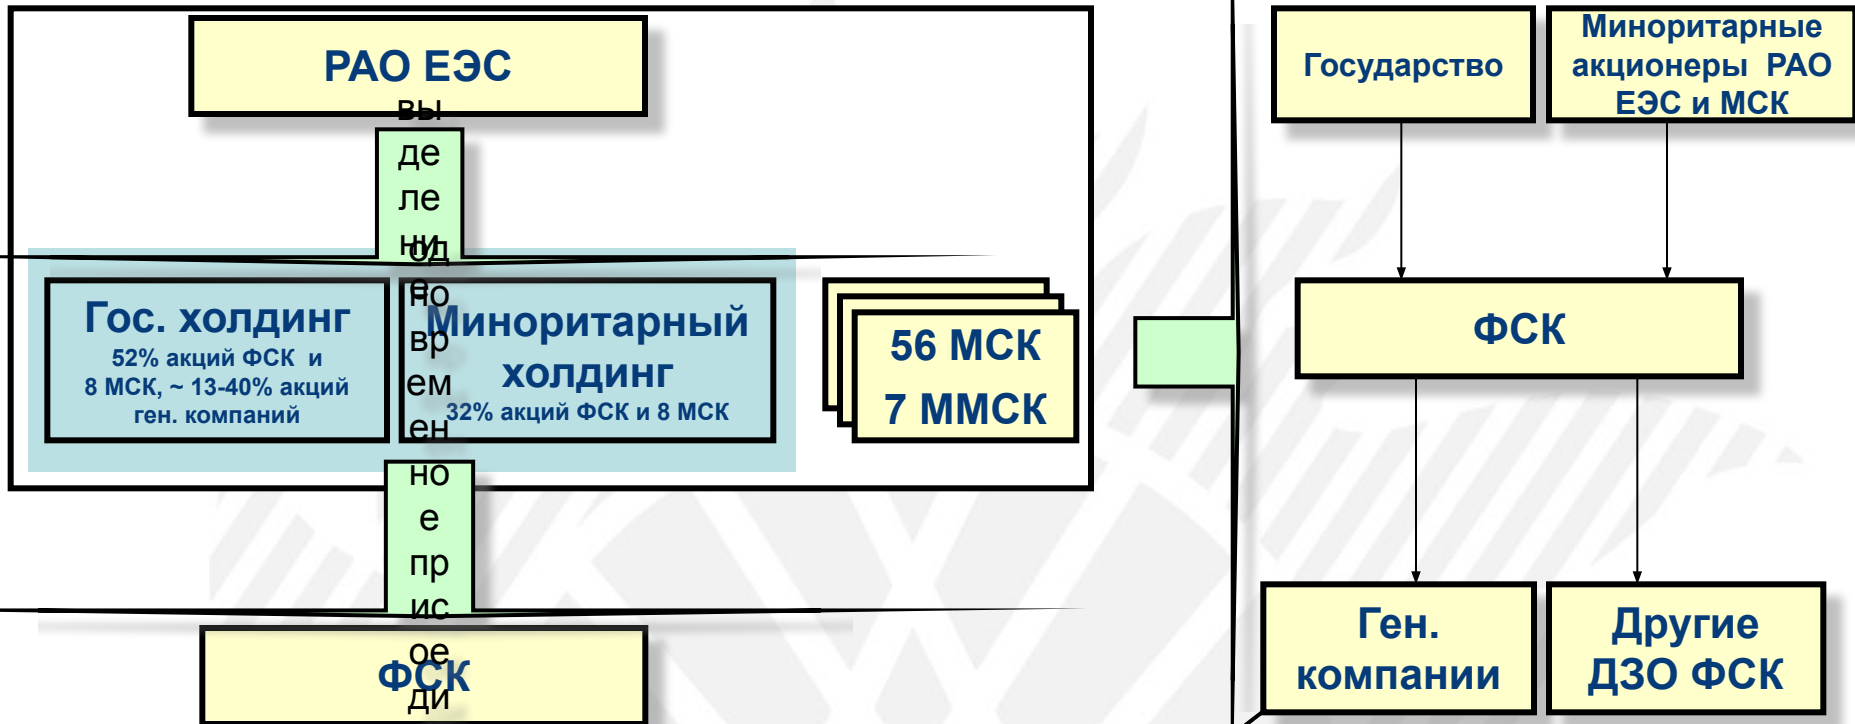 РАО ЕЭС
вы
де
ле
ни
е
Гос. холдинг
52% акций ФСК и
8 МСК, ~ 13-40% акций
ген. компаний
Миноритарный
холдинг
32% акций ФСК и 8 МСК
56 МСК
7 ММСК
од
но
вр
ем
ен
но
е
пр
ис
ое
ди
ФСК
Государство
Миноритарные
акционеры РАО
ЕЭС и МСК
ФСК
Ген.
компании
Другие
ДЗО ФСК